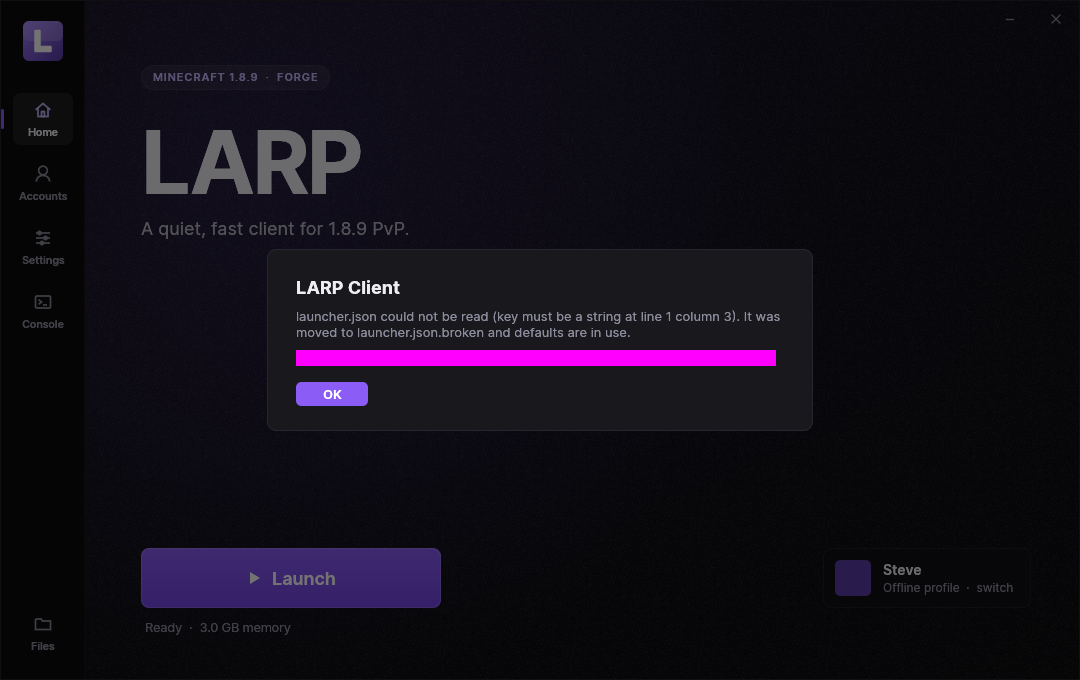 L
MINECRAFT 1.8.9 · FORGE
Home
LARP
Accounts
A quiet, fast client for 1.8.9 PvP.
Settings
LARP Client
launcher.json could not be read (key must be a string at line 1 column 3). It was
moved to launcher.json.broken and defaults are in use.
Console
OK
Launch
Steve
Offline profile · switch
Ready · 3.0 GB memory
Files